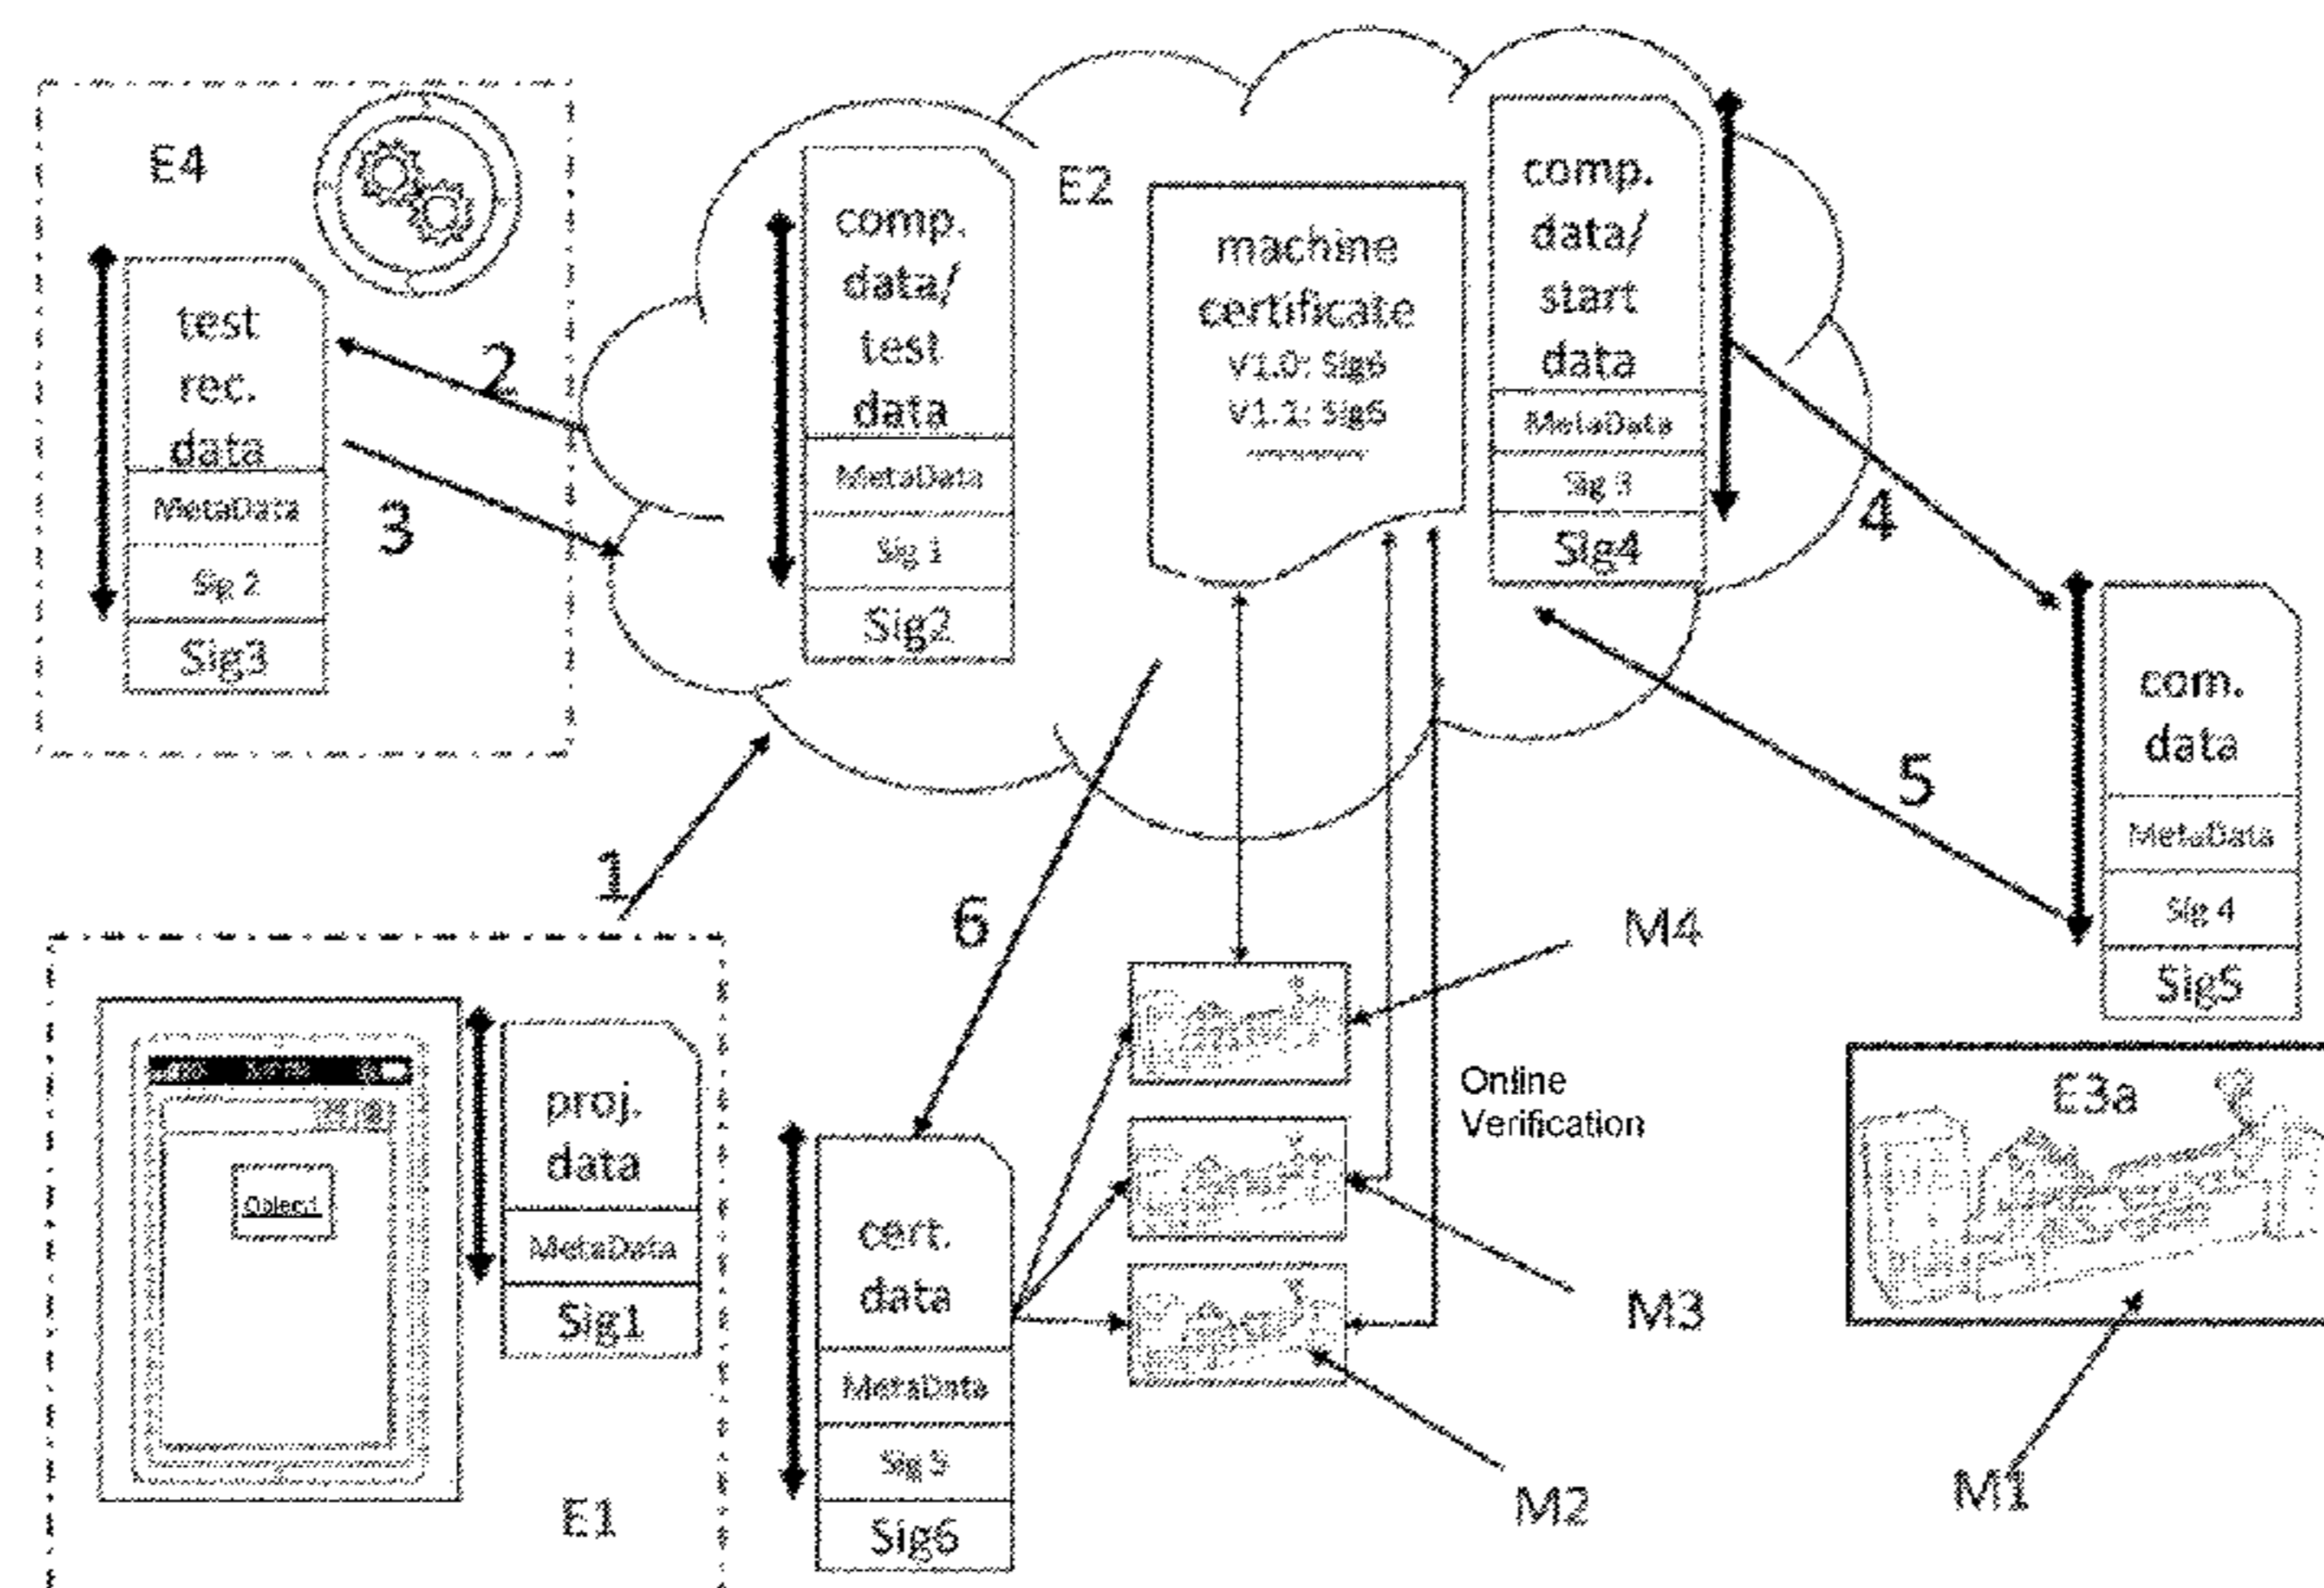 E4
test
rec.
data
MetaData
Sig 2
Sig3
2
3
comp.
data/
test
data
MetaData
Sig 1
Sig2
E2
machine
certificate
V1.0: Sig6
V1.1: Sig6
comp.
data/
start
data
MetaData
Sig 3
Sig4
4
5
com.
data
MetaData
Sig 4
Sig5
1
6
Object1
proj.
data
MetaData
Sig1
E1
cert.
data
MetaData
Sig 5
Sig6
M4
Online
Verification
M3
M2
E3a
M1